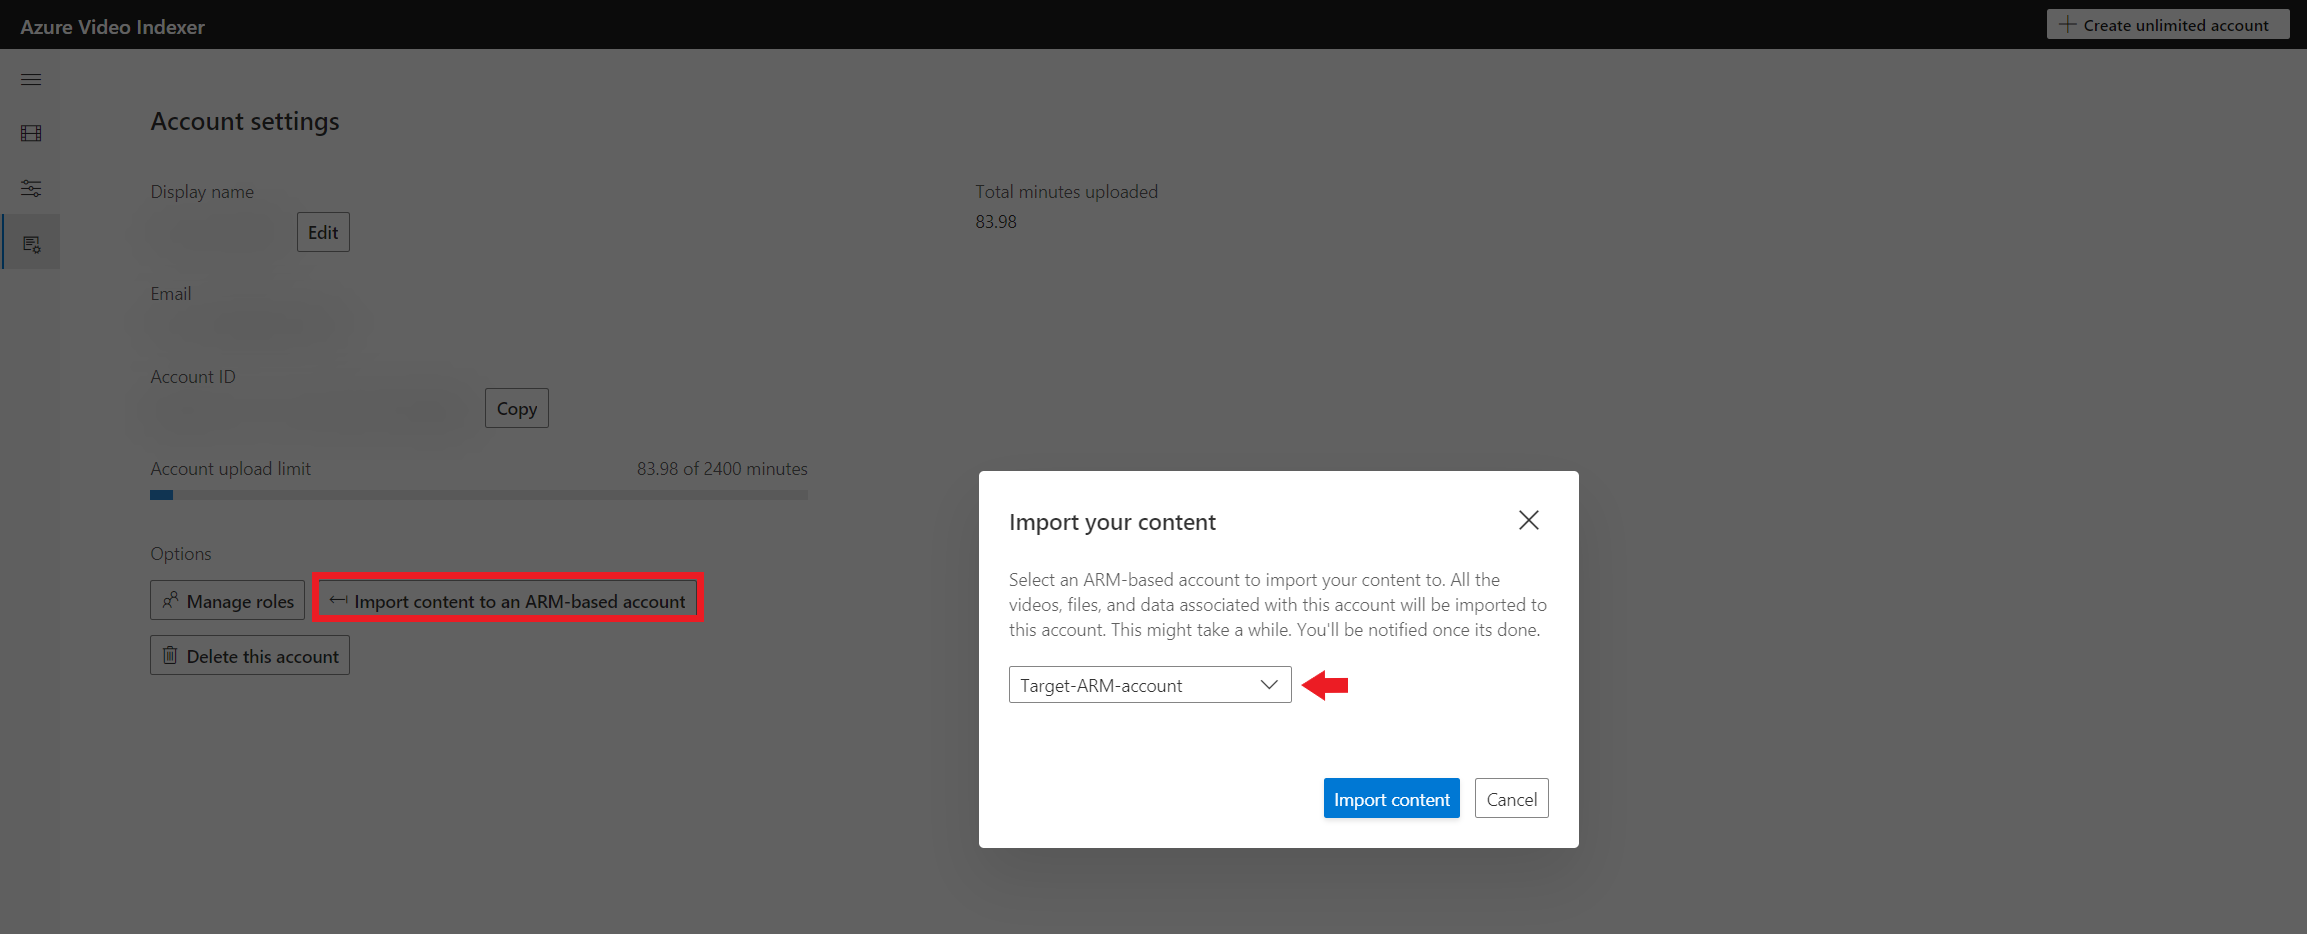 Azure Video Indexer
Create unlimited account
Account settings
Display name
Edit
Total minutes uploaded
83.98
Email
Account ID
Copy
Account upload limit
83.98 of 2400 minutes
Options
Manage roles
Import content to an ARM-based account
Delete this account
Import your content
Select an ARM-based account to import your content to. All the
videos, files, and data associated with this account will be imported to
this account. This might take a while. You'll be notified once its done.
Target-ARM-account
Import content
Cancel